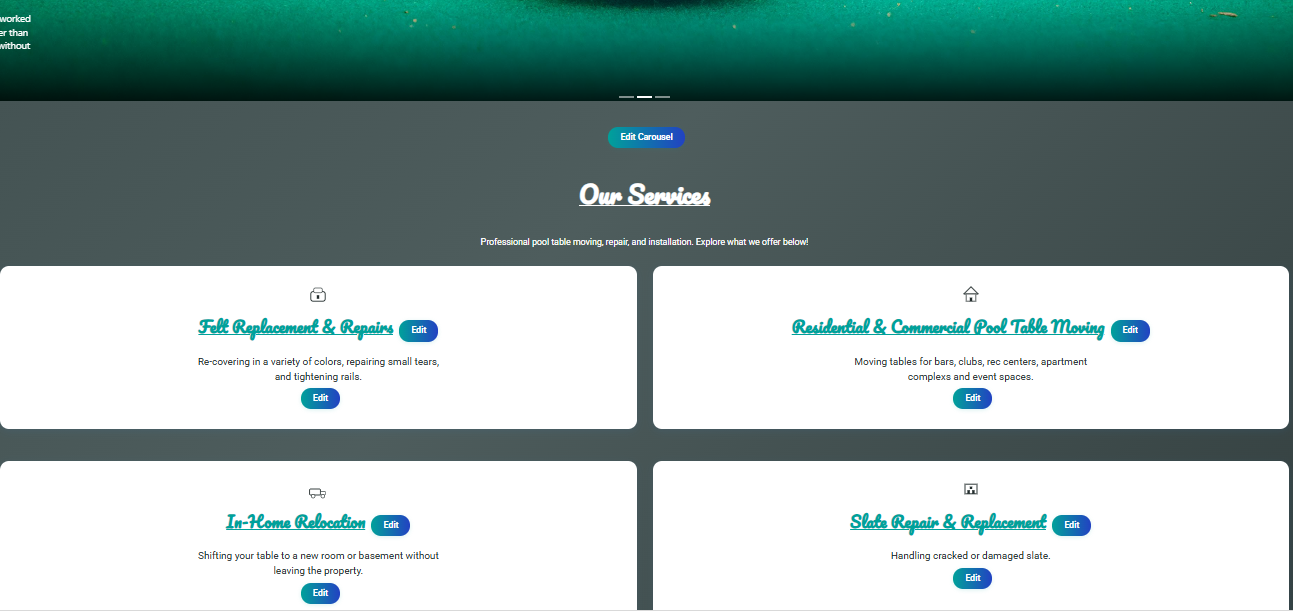 worked
er than
without
Edit Carousel
Our Services
Professional pool table moving, repair, and installation. Explore what we offer below!
Felt Replacement & Repairs Edit
Re-covering in a variety of colors, repairing small tears,
and tightening rails.
Edit
Residential & Commercial Pool Table Moving Edit
Moving tables for bars, clubs, rec centers, apartment
complexs and event spaces.
Edit
In-Home Relocation Edit
Shifting your table to a new room or basement without
leaving the property.
Edit
Slate Repair & Replacement Edit
Handling cracked or damaged slate.
Edit